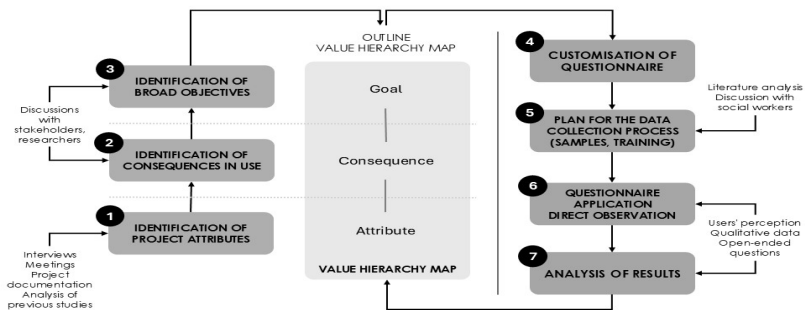 OUTLINE
VALUE HIERARCHY MAP
3
IDENTIFICATION OF
BROAD OBJECTIVES
Discussions
with
stakeholders,
researchers
2
IDENTIFICATION OF
CONSEQUENCES IN USE
1
IDENTIFICATION OF
PROJECT ATTRIBUTES
Interviews
Meetings
Project
documentation
Analysis of
previous studies
Goal
Consequence
Attribute
VALUE HIERARCHY MAP
4
CUSTOMISATION OF
QUESTIONNAIRE
5
PLAN FOR THE DATA
COLLECTION PROCESS
(SAMPLES, TRAINING)
Literature analysis
Discussion with
social workers
6
QUESTIONNAIRE
APPLICATION
DIRECT OBSERVATION
Users' perception
Qualitative data
Open-ended
questions
7
ANALYSIS OF RESULTS